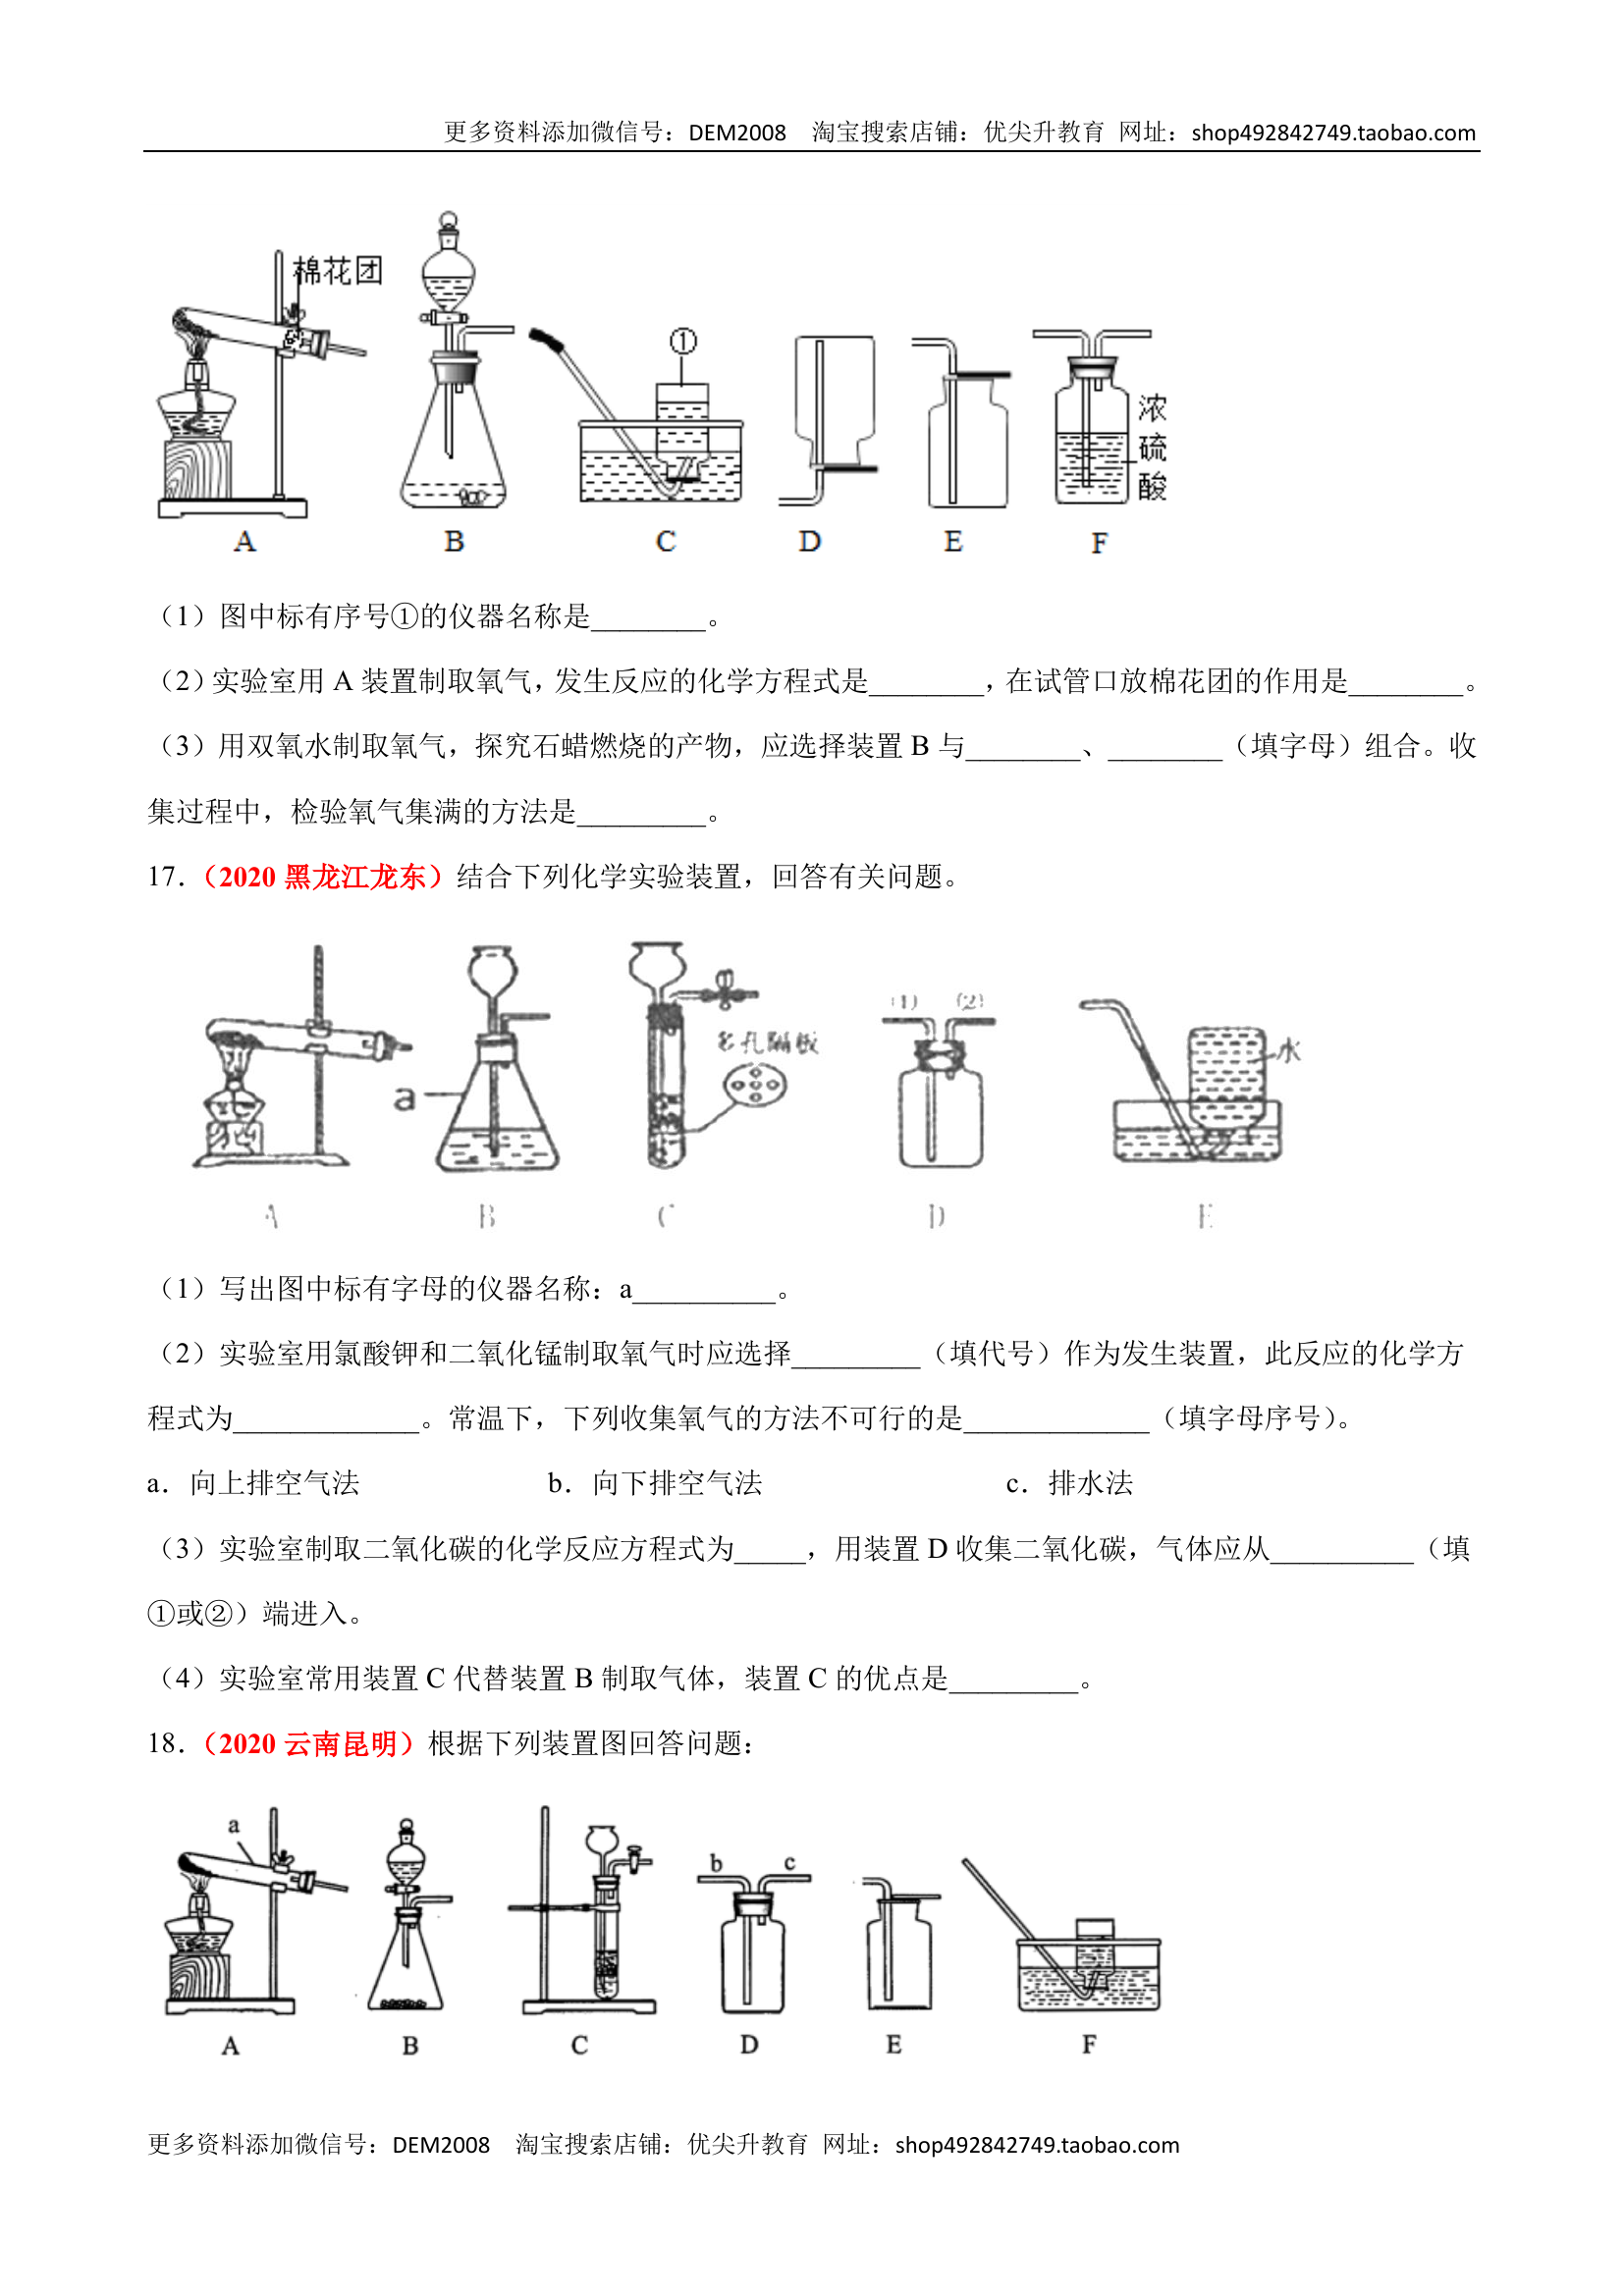 更多资料添加微信号：DEM2008  淘宝搜索店铺：优尖升教育 网址：shop492842749.taobao.com
棉花团
①
浓
硫
酸
A B C D E F
（1）图中标有序号①的仪器名称是________。
（2）实验室用 A 装置制取氧气，发生反应的化学方程式是________，在试管口放棉花团的作用是________。
（3）用双氧水制取氧气，探究石蜡燃烧的产物，应选择装置 B 与________、________（填字母）组合。收
集过程中，检验氧气集满的方法是_________。
17.（2020 黑龙江龙东）结合下列化学实验装置，回答有关问题。
(1) (2)
多孔隔板
水
a
A B C D E
（1）写出图中标有字母的仪器名称：a__________。
（2）实验室用氯酸钾和二氧化锰制取氧气时应选择_________（填代号）作为发生装置，此反应的化学方
程式为_____________。常温下，下列收集氧气的方法不可行的是_____________（填字母序号）。
a．向上排空气法 b．向下排空气法 c．排水法
（3）实验室制取二氧化碳的化学反应方程式为_____，用装置 D 收集二氧化碳，气体应从__________（填
①或②）端进入。
（4）实验室常用装置 C 代替装置 B 制取气体，装置 C 的优点是_________。
18.（2020 云南昆明）根据下列装置图回答问题：
a
b c
A B C D E F
更多资料添加微信号：DEM2008  淘宝搜索店铺：优尖升教育 网址：shop492842749.taobao.com